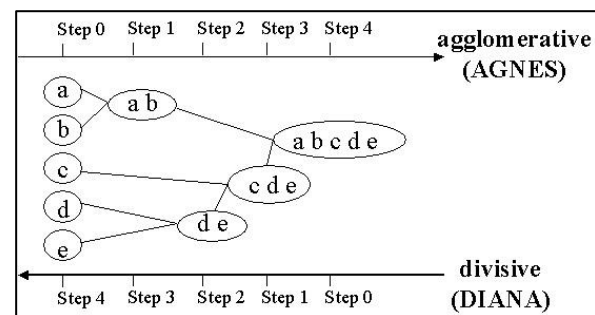 Step 0 Step 1 Step 2 Step 3 Step 4
agglomerative
(AGNES)
a
a b
b
a b c d e
c
c d e
d
d e
e
divisive
(DIANA)
Step 4 Step 3 Step 2 Step 1 Step 0